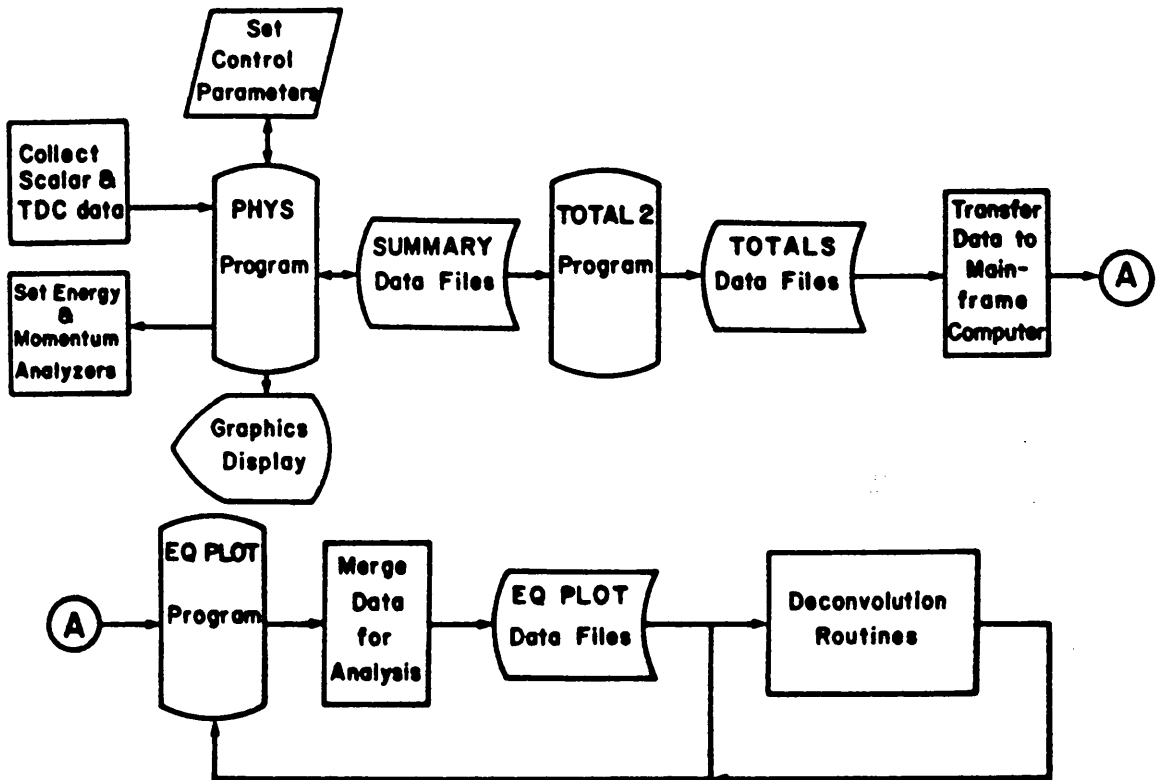 Set
Control
Parameters
Collect
Scalar &
TDC data
PHYS
Program
Set Energy
&
Momentum
Analyzers
Graphics
Display
SUMMARY
Data Files
TOTAL 2
Program
TOTALS
Data Files
Transfer
Data to
Main-
frame
Computer
A
A
EQ PLOT
Program
Merge
Data
for
Analysis
EQ PLOT
Data Files
Deconvolution
Routines